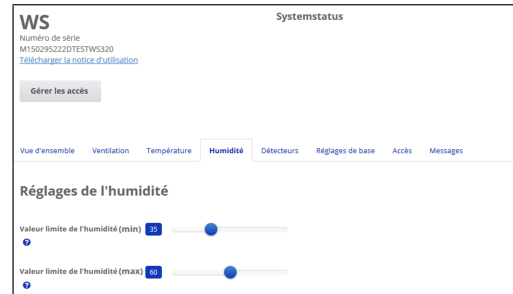 WS
Systemstatus
Numéro de série
M150295222DTESTWS320
Télécharger la notice d'utilisation
Gérer les accès
Vue d'ensemble Ventilation Température Humidité Détecteurs Réglages de base Accès Messages
Réglages de l'humidité
Valeur limite de l'humidité (min) 35
?
Valeur limite de l'humidité (max) 60
?